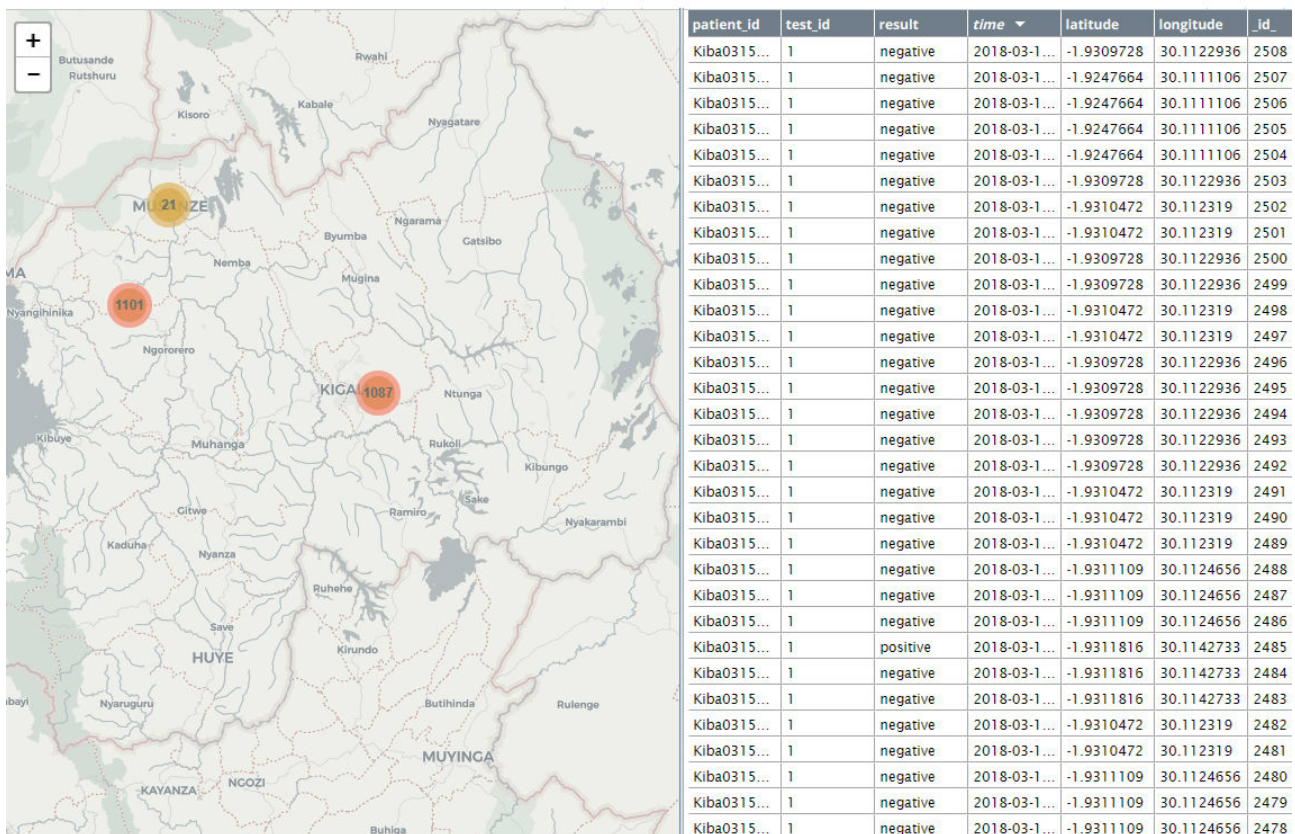 +
−
Butusande
Rutshuru
Rwahi
Kisoro
Kabale
Nyagatare
21
Ngarama
Byumba
Gatsibo
Nemba
Mugina
1101
Nyangihinika
Ngororero
1087
Ntunga
Kibuye
Muhanga
Rukoli
Kibungo
Sake
Gitwe
Ramiro
Nyakarambi
Kaduha
Nyanza
Ruhehe
Save
HUYE
Kirundo
Nyaruguru
Butihinda
Rulenge
MUYINGA
KAYANZA
NGOZI
Buhiga
patient_id test_id result time ▼ latitude longitude _id_
Kiba0315... 1 negative 2018-03-1... -1.9309728 30.1122936 2508
Kiba0315... 1 negative 2018-03-1... -1.9247664 30.1111106 2507
Kiba0315... 1 negative 2018-03-1... -1.9247664 30.1111106 2506
Kiba0315... 1 negative 2018-03-1... -1.9247664 30.1111106 2505
Kiba0315... 1 negative 2018-03-1... -1.9247664 30.1111106 2504
Kiba0315... 1 negative 2018-03-1... -1.9309728 30.1122936 2503
Kiba0315... 1 negative 2018-03-1... -1.9310472 30.112319 2502
Kiba0315... 1 negative 2018-03-1... -1.9310472 30.112319 2501
Kiba0315... 1 negative 2018-03-1... -1.9309728 30.1122936 2500
Kiba0315... 1 negative 2018-03-1... -1.9309728 30.1122936 2499
Kiba0315... 1 negative 2018-03-1... -1.9310472 30.112319 2498
Kiba0315... 1 negative 2018-03-1... -1.9310472 30.112319 2497
Kiba0315... 1 negative 2018-03-1... -1.9309728 30.1122936 2496
Kiba0315... 1 negative 2018-03-1... -1.9309728 30.1122936 2495
Kiba0315... 1 negative 2018-03-1... -1.9309728 30.1122936 2494
Kiba0315... 1 negative 2018-03-1... -1.9309728 30.1122936 2493
Kiba0315... 1 negative 2018-03-1... -1.9309728 30.1122936 2492
Kiba0315... 1 negative 2018-03-1... -1.9310472 30.112319 2491
Kiba0315... 1 negative 2018-03-1... -1.9310472 30.112319 2490
Kiba0315... 1 negative 2018-03-1... -1.9310472 30.112319 2489
Kiba0315... 1 negative 2018-03-1... -1.9311109 30.1124656 2488
Kiba0315... 1 negative 2018-03-1... -1.9311109 30.1124656 2487
Kiba0315... 1 negative 2018-03-1... -1.9311109 30.1124656 2486
Kiba0315... 1 positive 2018-03-1... -1.9311816 30.1142733 2485
Kiba0315... 1 negative 2018-03-1... -1.9311816 30.1142733 2484
Kiba0315... 1 negative 2018-03-1... -1.9311816 30.1142733 2483
Kiba0315... 1 negative 2018-03-1... -1.9310472 30.112319 2482
Kiba0315... 1 negative 2018-03-1... -1.9310472 30.112319 2481
Kiba0315... 1 negative 2018-03-1... -1.9311109 30.1124656 2480
Kiba0315... 1 negative 2018-03-1... -1.9311109 30.1124656 2479
Kiba0315... 1 negative 2018-03-1... -1.9311109 30.1124656 2478